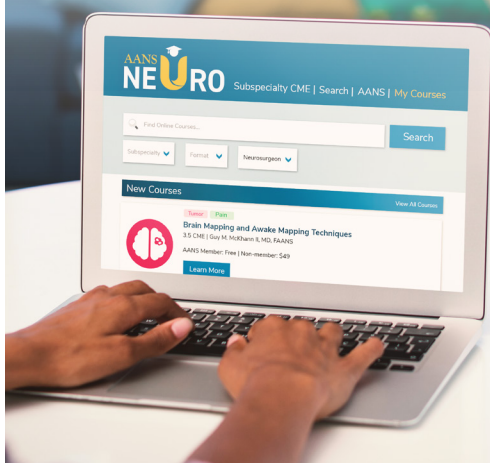 AANS
NEURO
Subspecialty CME | Search | AANS | My Courses
Find Online Courses...
Search
Subspecialty
Format
Neurosurgeon
New Courses
View All Courses
Tumor
Pain
Brain Mapping and Awake Mapping Techniques
3.5 CME | Guy M. McKhann II, MD, FAANS
AANS Member: Free | Non-member: $49
Learn More